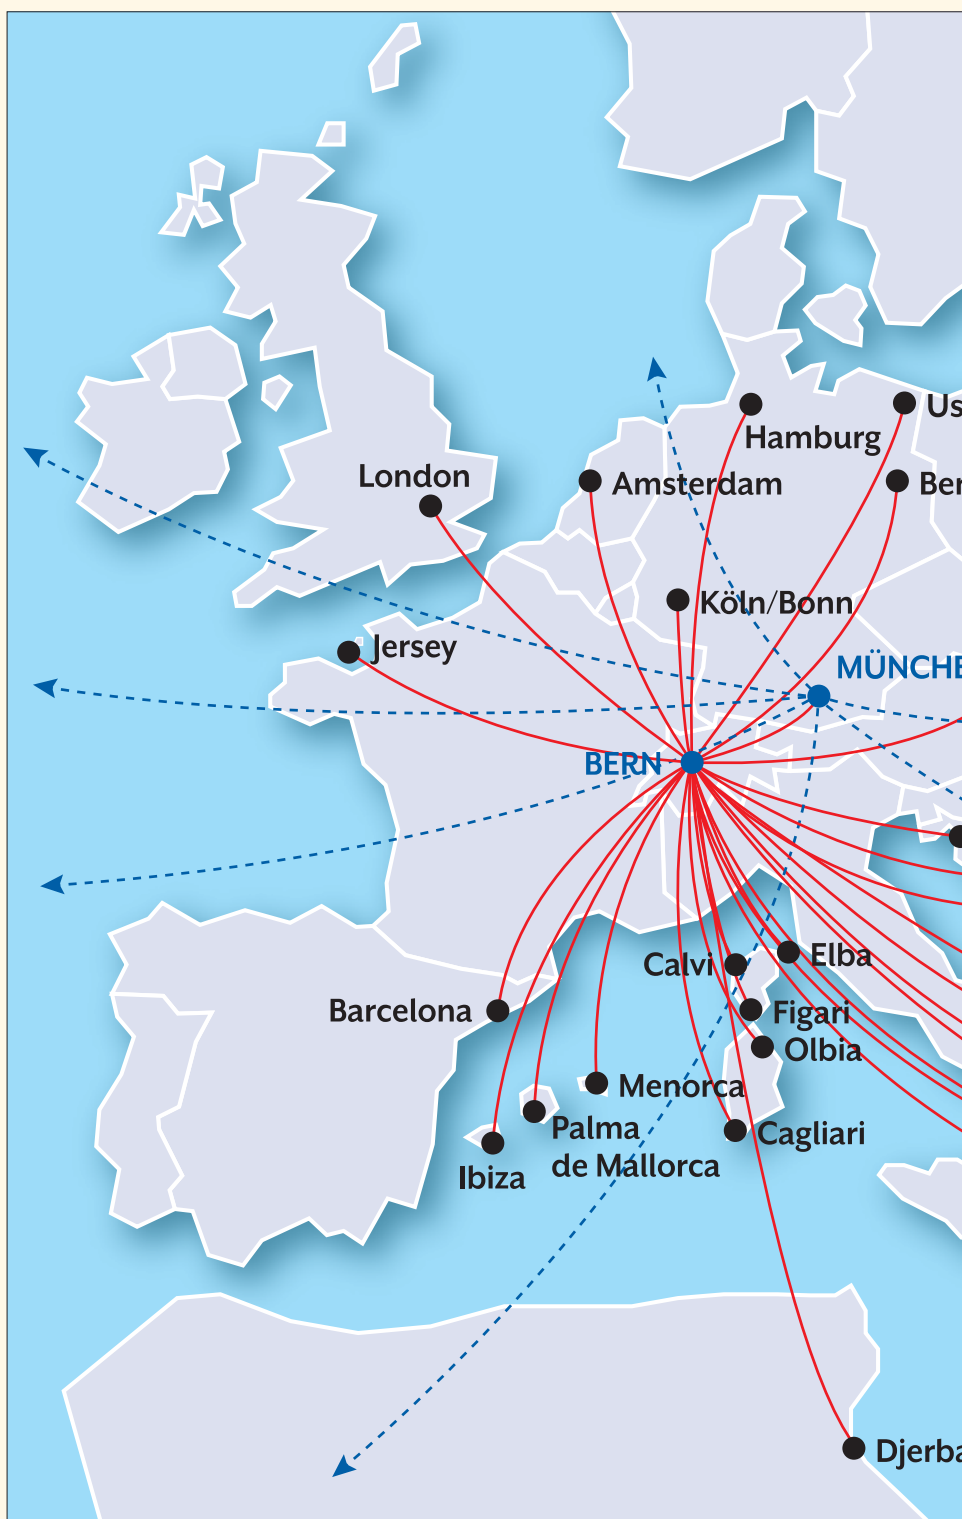 Hamburg
Us
London
Amsterdam
Ber
Köln/Bonn
Jersey
MÜNCHE
BERN
Calvi
Elba
Barcelona
Figari
Olbia
Menorca
Palma
de Mallorca
Cagliari
Ibiza
Djerba